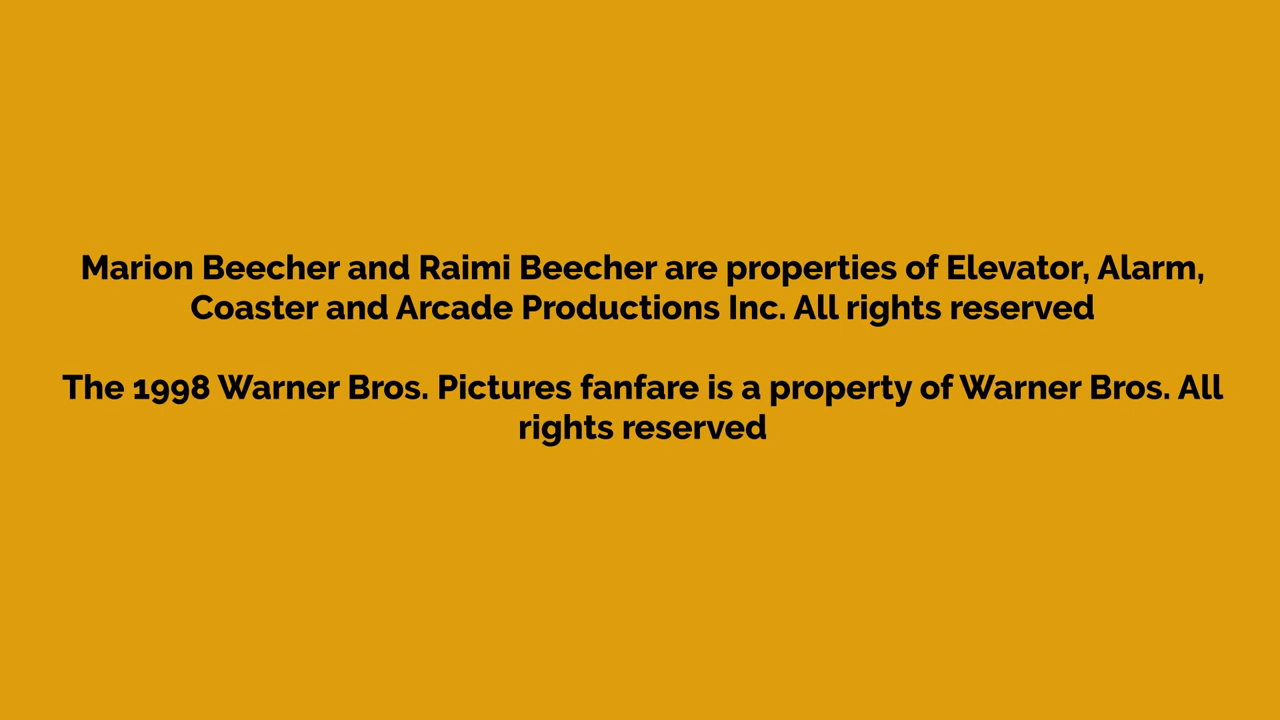 Marion Beecher and Raimi Beecher are properties of Elevator, Alarm,
Coaster and Arcade Productions Inc. All rights reserved
The 1998 Warner Bros. Pictures fanfare is a property of Warner Bros. All
rights reserved